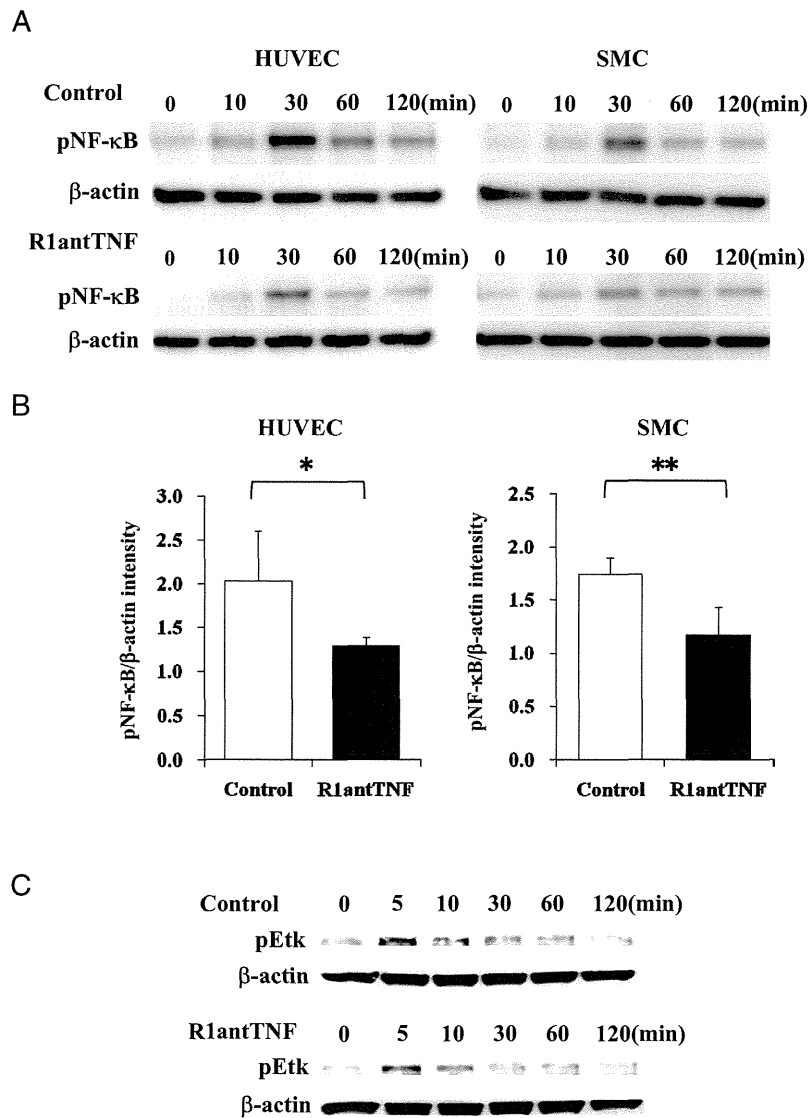 A
HUVEC SMC
Control 0 10 30 60 120(min) 0 10 30 60 120(min)
pNF-κB
β-actin
R1antTNF 0 10 30 60 120(min) 0 10 30 60 120(min)
pNF-κB
β-actin
B
HUVEC
*
pNF-κB/β-actin intensity
3.0
2.5
2.0
1.5
1.0
0.5
0.0
Control R1antTNF
SMC
**
pNF-κB/β-actin intensity
2.5
2.0
1.5
1.0
0.5
0.0
Control R1antTNF
C
Control 0 5 10 30 60 120(min)
pEtk
β-actin
R1antTNF 0 5 10 30 60 120(min)
pEtk
β-actin